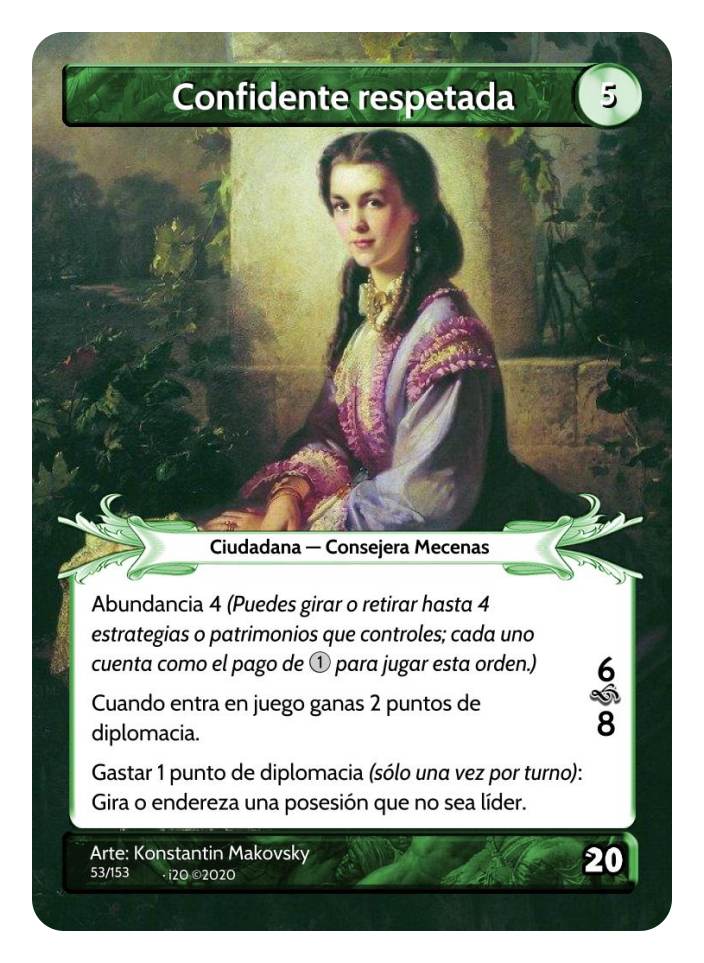 Confidente respetada
5
Ciudadana — Consejera Mecenas
Abundancia 4 (Puedes girar o retirar hasta 4
estrategias o patrimonios que controles; cada uno
cuenta como el pago de 1 para jugar esta orden.)
Cuando entra en juego ganas 2 puntos de
diplomacia.
Gastar 1 punto de diplomacia (sólo una vez por turno):
Gira o endereza una posesión que no sea líder.
6
8
Arte: Konstantin Makovsky
53/153 · i20 ©2020
20